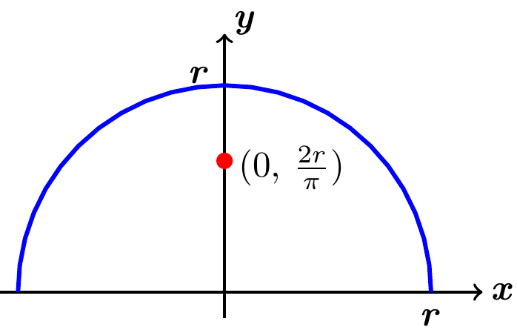 y
r
(0, 2r/π)
x
r